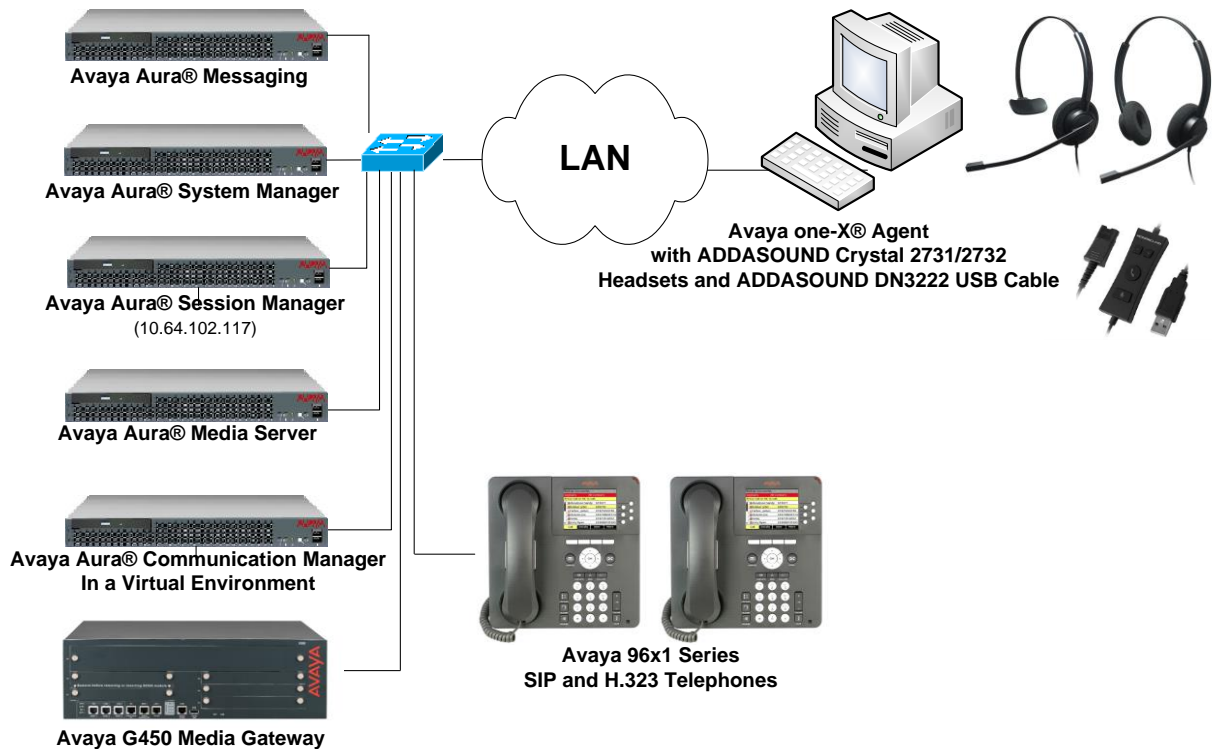 Avaya Aura® Messaging
Avaya Aura® System Manager
Avaya Aura® Session Manager
(10.64.102.117)
Avaya Aura® Media Server
Avaya Aura® Communication Manager
In a Virtual Environment
AVAYA
Avaya G450 Media Gateway
LAN
Avaya one-X® Agent
with ADDASOUND Crystal 2731/2732
Headsets and ADDASOUND DN3222 USB Cable
Avaya 96x1 Series
SIP and H.323 Telephones